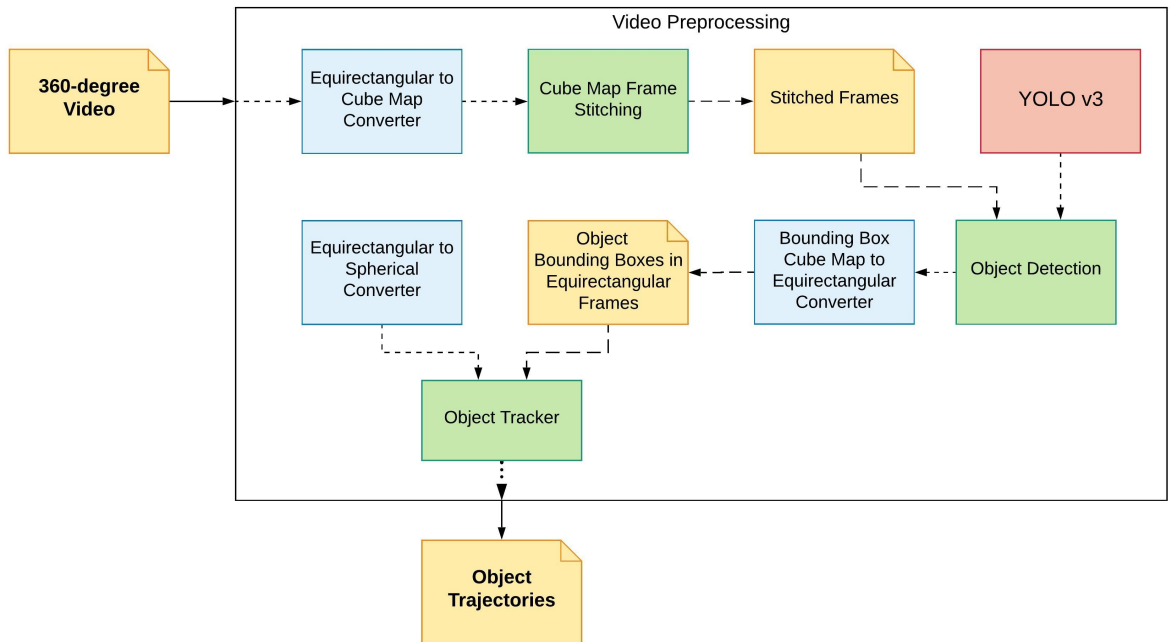 Video Preprocessing
360-degree
Video
Equirectangular to
Cube Map
Converter
Cube Map Frame
Stitching
Stitched Frames
YOLO v3
Equirectangular to
Spherical
Converter
Object
Bounding Boxes in
Equirectangular
Frames
Bounding Box
Cube Map to
Equirectangular
Converter
Object Detection
Object Tracker
Object
Trajectories